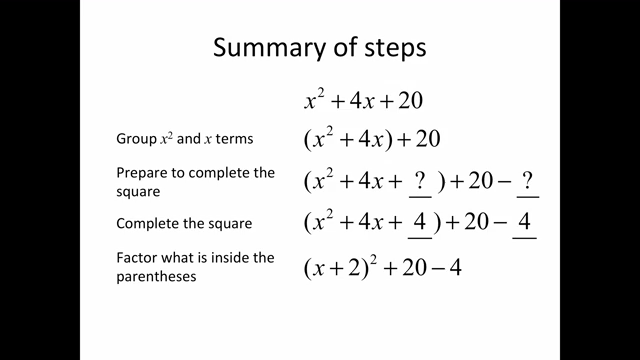 Summary of steps
x² + 4x + 20
Group x² and x terms
(x² + 4x) + 20
Prepare to complete the
square
(x² + 4x + ? ) + 20 − ?
Complete the square
(x² + 4x + 4 ) + 20 − 4
Factor what is inside the
parentheses
(x + 2)² + 20 − 4